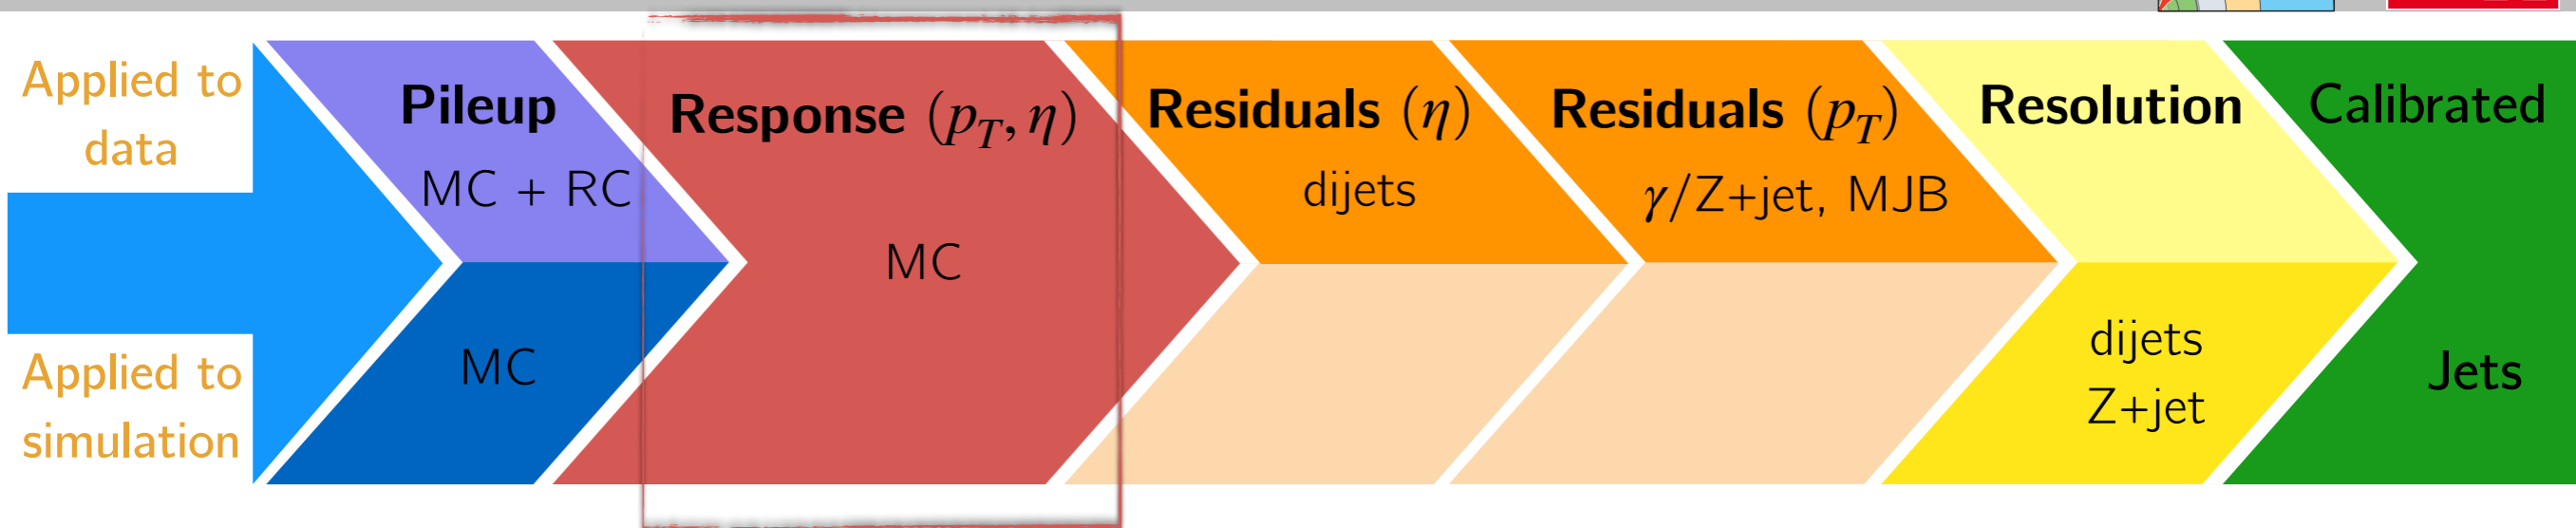 Applied to
data
Applied to
simulation
Pileup
MC + RC
MC
Response (p_T, η)
MC
Residuals (η)
dijets
Residuals (p_T)
γ/Z+jet, MJB
Resolution
dijets
Z+jet
Calibrated
Jets